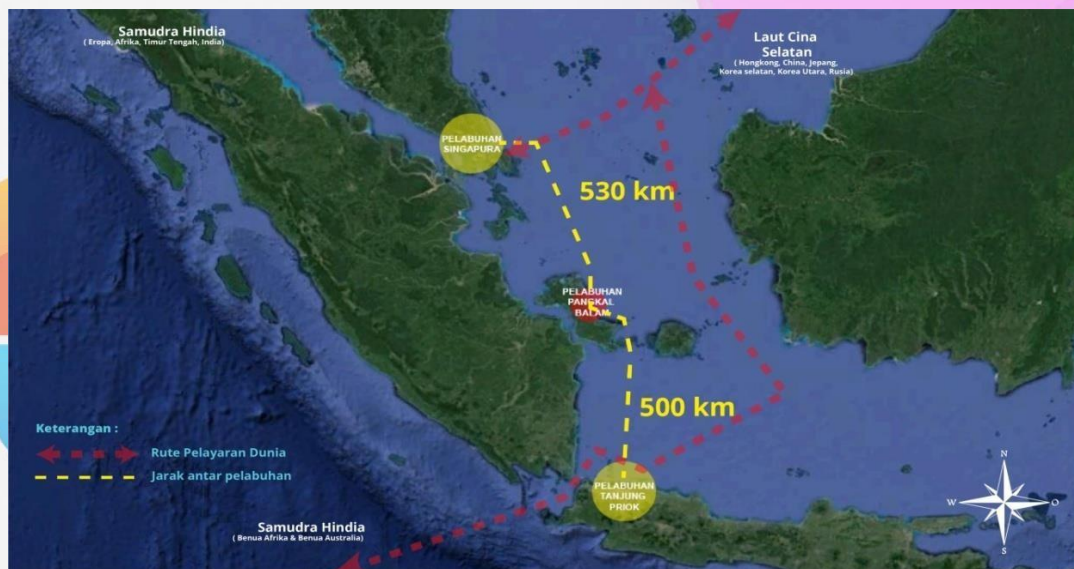 Samudra Hindia
( Eropa, Afrika, Timur Tengah, India)
Laut Cina
Selatan
( Hongkong, China, Jepang,
Korea selatan, Korea Utara, Rusia)
PELABUHAN
SINGAPURA
530 km
PELABUHAN
PANGKAL
BALAM
500 km
Keterangan :
Rute Pelayaran Dunia
Jarak antar pelabuhan
PELABUHAN
TANJUNG
PRIOK
Samudra Hindia
( Benua Afrika & Benua Australia)
N
W
O
S